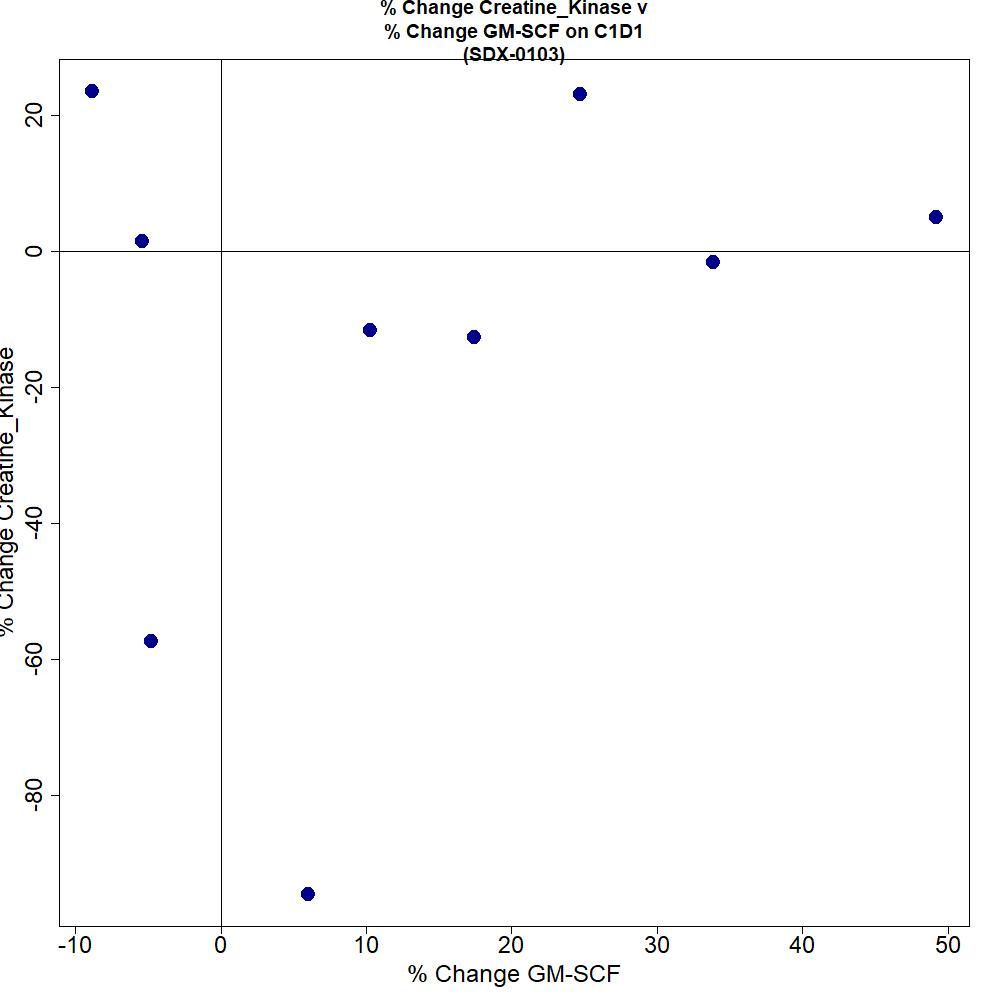 % Change Creatine_Kinase v
% Change GM-SCF on C1D1
(SDX-0103)
% Change Creatine_Kinase
20
0
-20
-40
-60
-80
-10
0
10
20
30
40
50
% Change GM-SCF